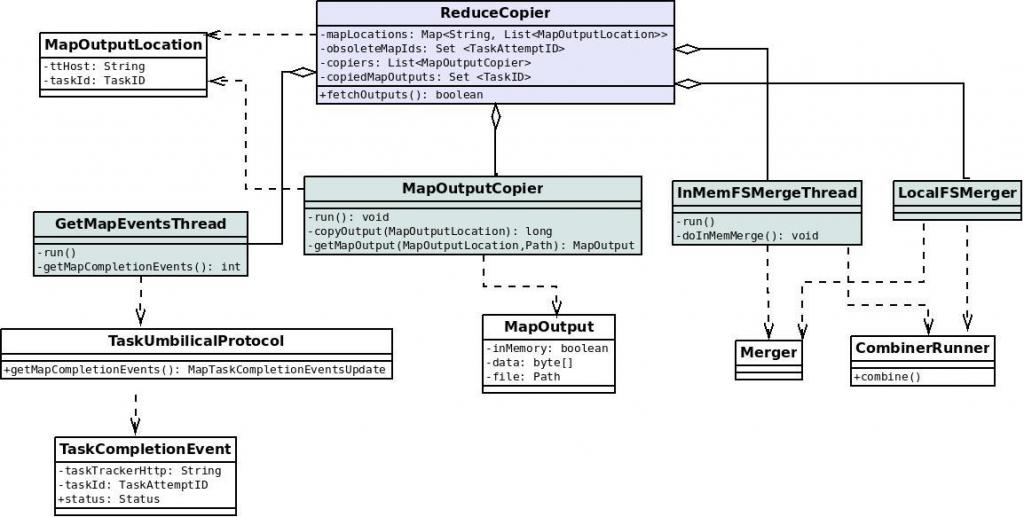 ReduceCopier
-mapLocations: Map<String, List<MapOutputLocation>>
-obsoleteMapIds: Set <TaskAttemptID>
-copiers: List<MapOutputCopier>
-copiedMapOutputs: Set <TaskID>
+fetchOutputs(): boolean
MapOutputLocation
-ttHost: String
-taskId: TaskID
MapOutputCopier
-run(): void
-copyOutput(MapOutputLocation): long
-getMapOutput(MapOutputLocation,Path): MapOutput
InMemFSMergeThread
-run()
-doInMemMerge(): void
LocalFSMerger
GetMapEventsThread
-run()
-getMapCompletionEvents(): int
TaskUmbilicalProtocol
+getMapCompletionEvents(): MapTaskCompletionEventsUpdate
MapOutput
-inMemory: boolean
-data: byte[]
-file: Path
Merger
CombinerRunner
+combine()
TaskCompletionEvent
-taskTrackerHttp: String
-taskId: TaskAttemptID
+status: Status